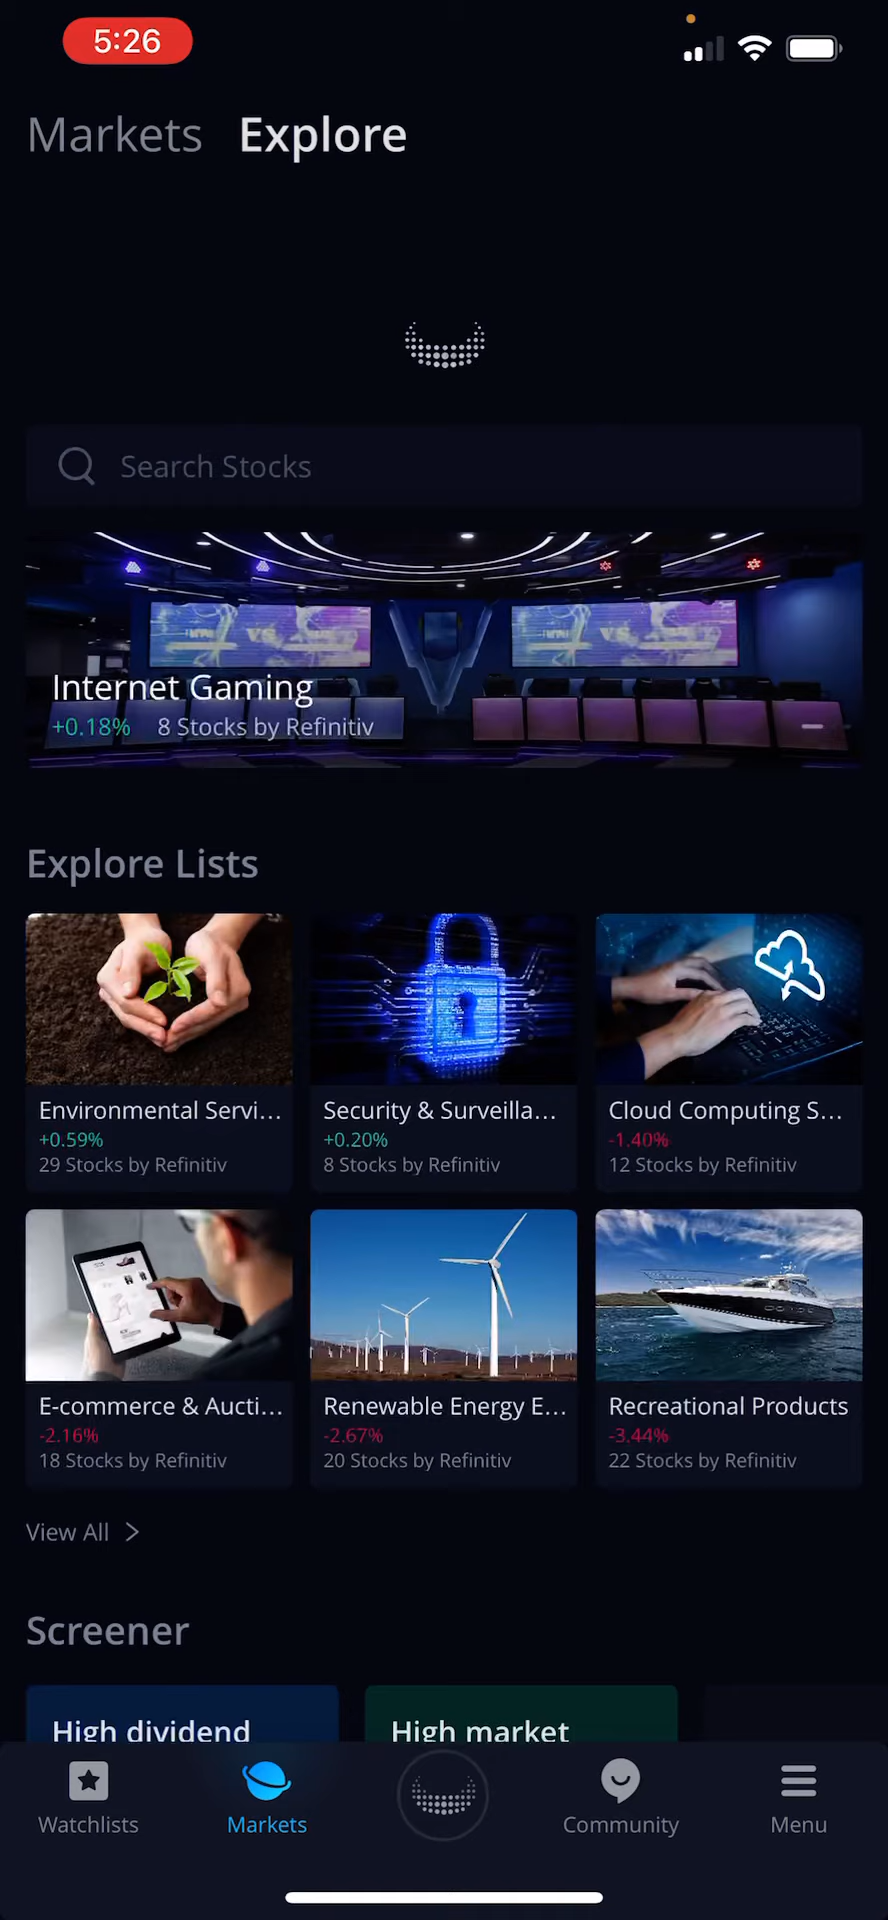 5:26
Markets Explore
Search Stocks
Internet Gaming
+0.18% 8 Stocks by Refinitiv
Explore Lists
Environmental Servi...
+0.59%
29 Stocks by Refinitiv
Security & Surveilla...
+0.20%
8 Stocks by Refinitiv
Cloud Computing S...
-1.40%
12 Stocks by Refinitiv
E-commerce & Aucti...
-2.16%
18 Stocks by Refinitiv
Renewable Energy E...
-2.67%
20 Stocks by Refinitiv
Recreational Products
-3.44%
22 Stocks by Refinitiv
View All >
Screener
High dividend
High market
Watchlists
Markets
Community
Menu